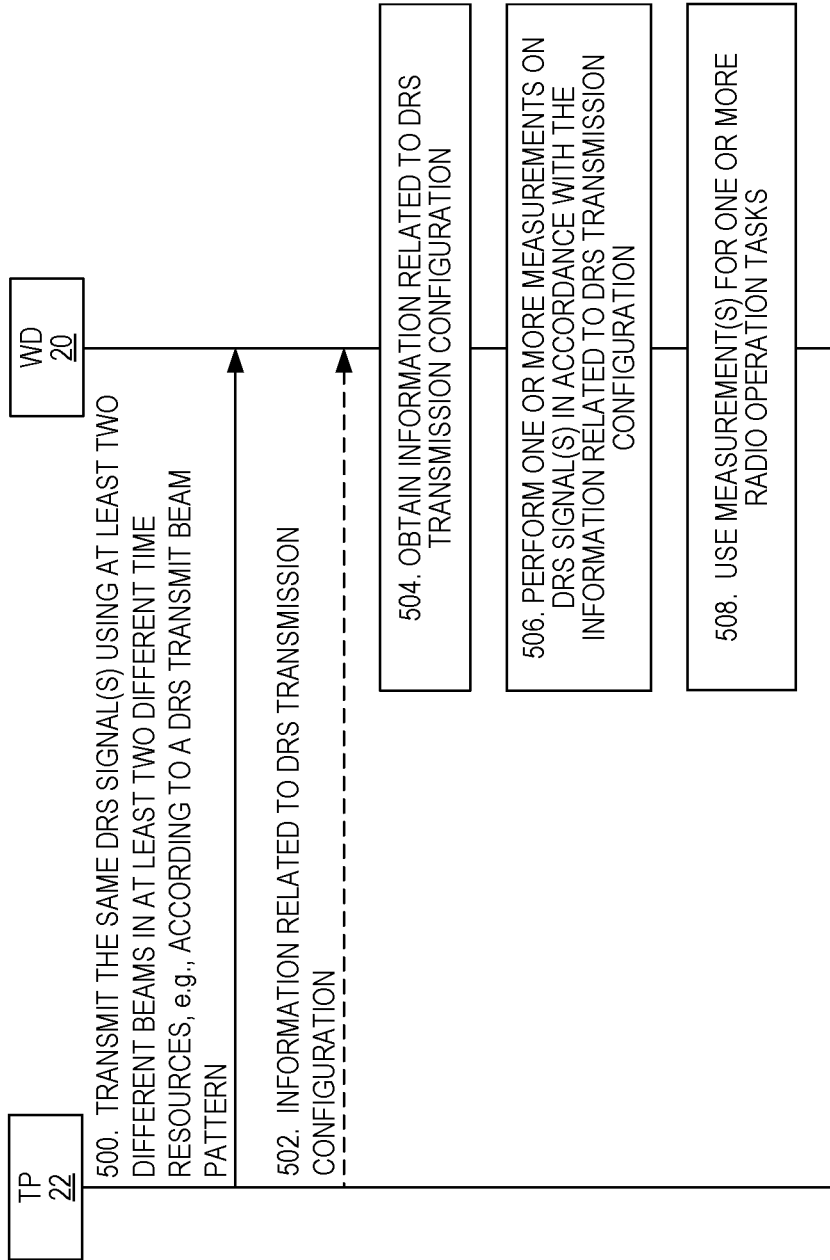 TP
22
WD
20
500. TRANSMIT THE SAME DRS SIGNAL(S) USING AT LEAST TWO
DIFFERENT BEAMS IN AT LEAST TWO DIFFERENT TIME
RESOURCES, e.g., ACCORDING TO A DRS TRANSMIT BEAM
PATTERN
502. INFORMATION RELATED TO DRS TRANSMISSION
CONFIGURATION
504. OBTAIN INFORMATION RELATED TO DRS
TRANSMISSION CONFIGURATION
506. PERFORM ONE OR MORE MEASUREMENTS ON
DRS SIGNAL(S) IN ACCORDANCE WITH THE
INFORMATION RELATED TO DRS TRANSMISSION
CONFIGURATION
508. USE MEASUREMENT(S) FOR ONE OR MORE
RADIO OPERATION TASKS